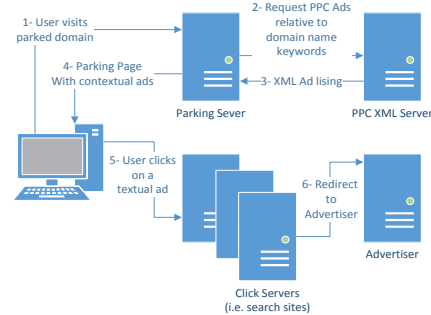 1- User visits
parked domain
2- Request PPC Ads
relative to
domain name
keywords
4- Parking Page
With contextual ads
3- XML Ad lising
Parking Sever
PPC XML Server
5- User clicks
on a
textual ad
6- Redirect
to
Advertiser
Advertiser
Click Servers
(i.e. search sites)